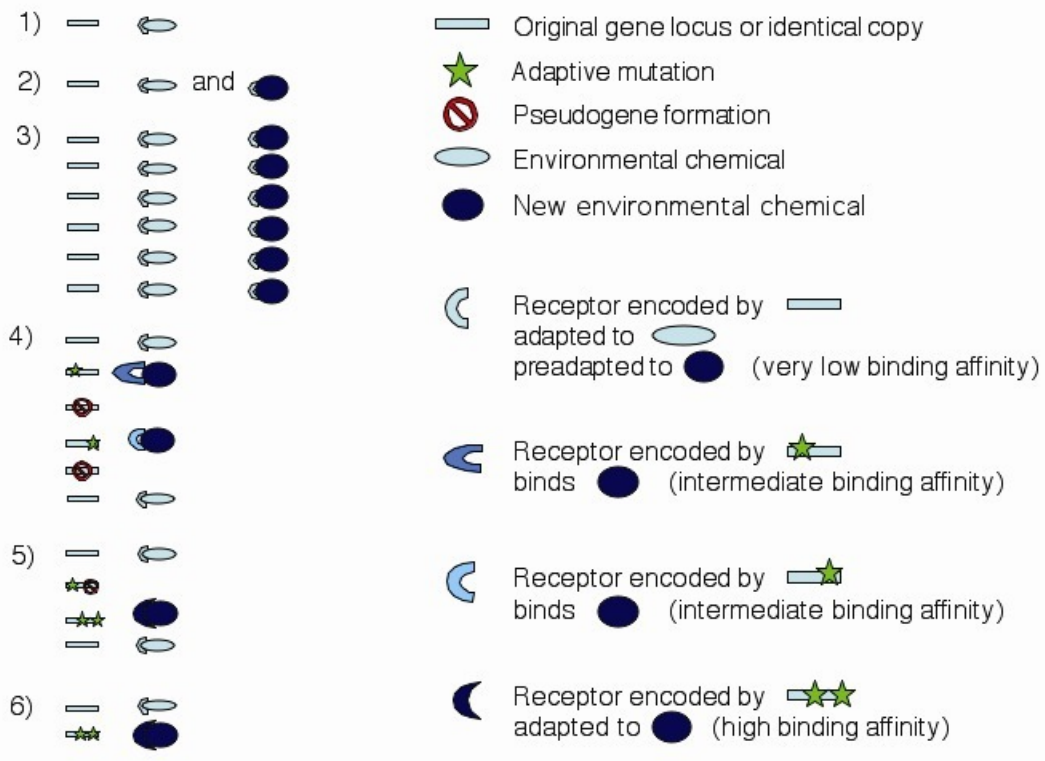 1)
2) and
3)
4)
5)
6)
Original gene locus or identical copy
Adaptive mutation
Pseudogene formation
Environmental chemical
New environmental chemical
Receptor encoded by
adapted to
preadapted to (very low binding affinity)
Receptor encoded by
binds (intermediate binding affinity)
Receptor encoded by
binds (intermediate binding affinity)
Receptor encoded by
adapted to (high binding affinity)